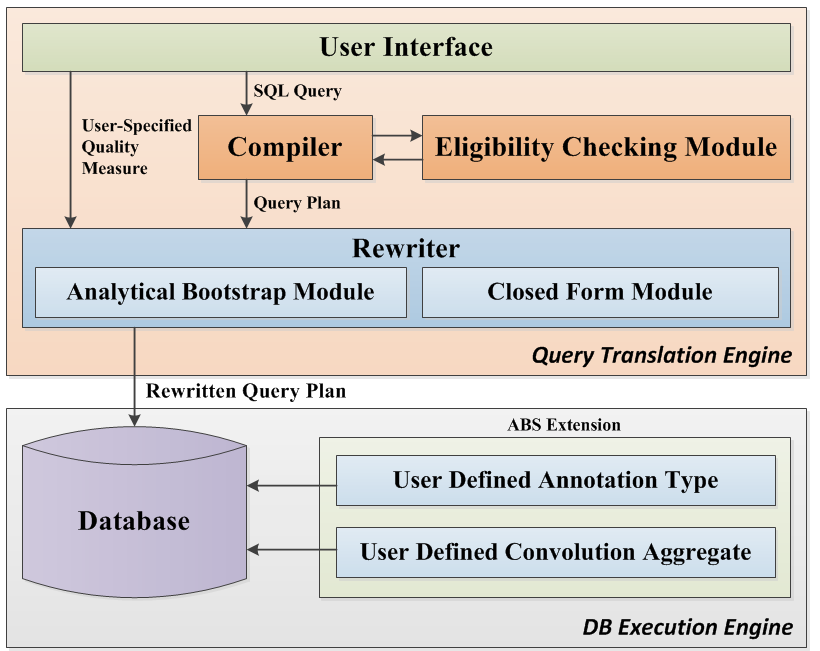 User Interface
SQL Query
User-Specified
Quality
Measure
Compiler
Eligibility Checking Module
Query Plan
Rewriter
Analytical Bootstrap Module
Closed Form Module
Query Translation Engine
Rewritten Query Plan
ABS Extension
User Defined Annotation Type
Database
User Defined Convolution Aggregate
DB Execution Engine